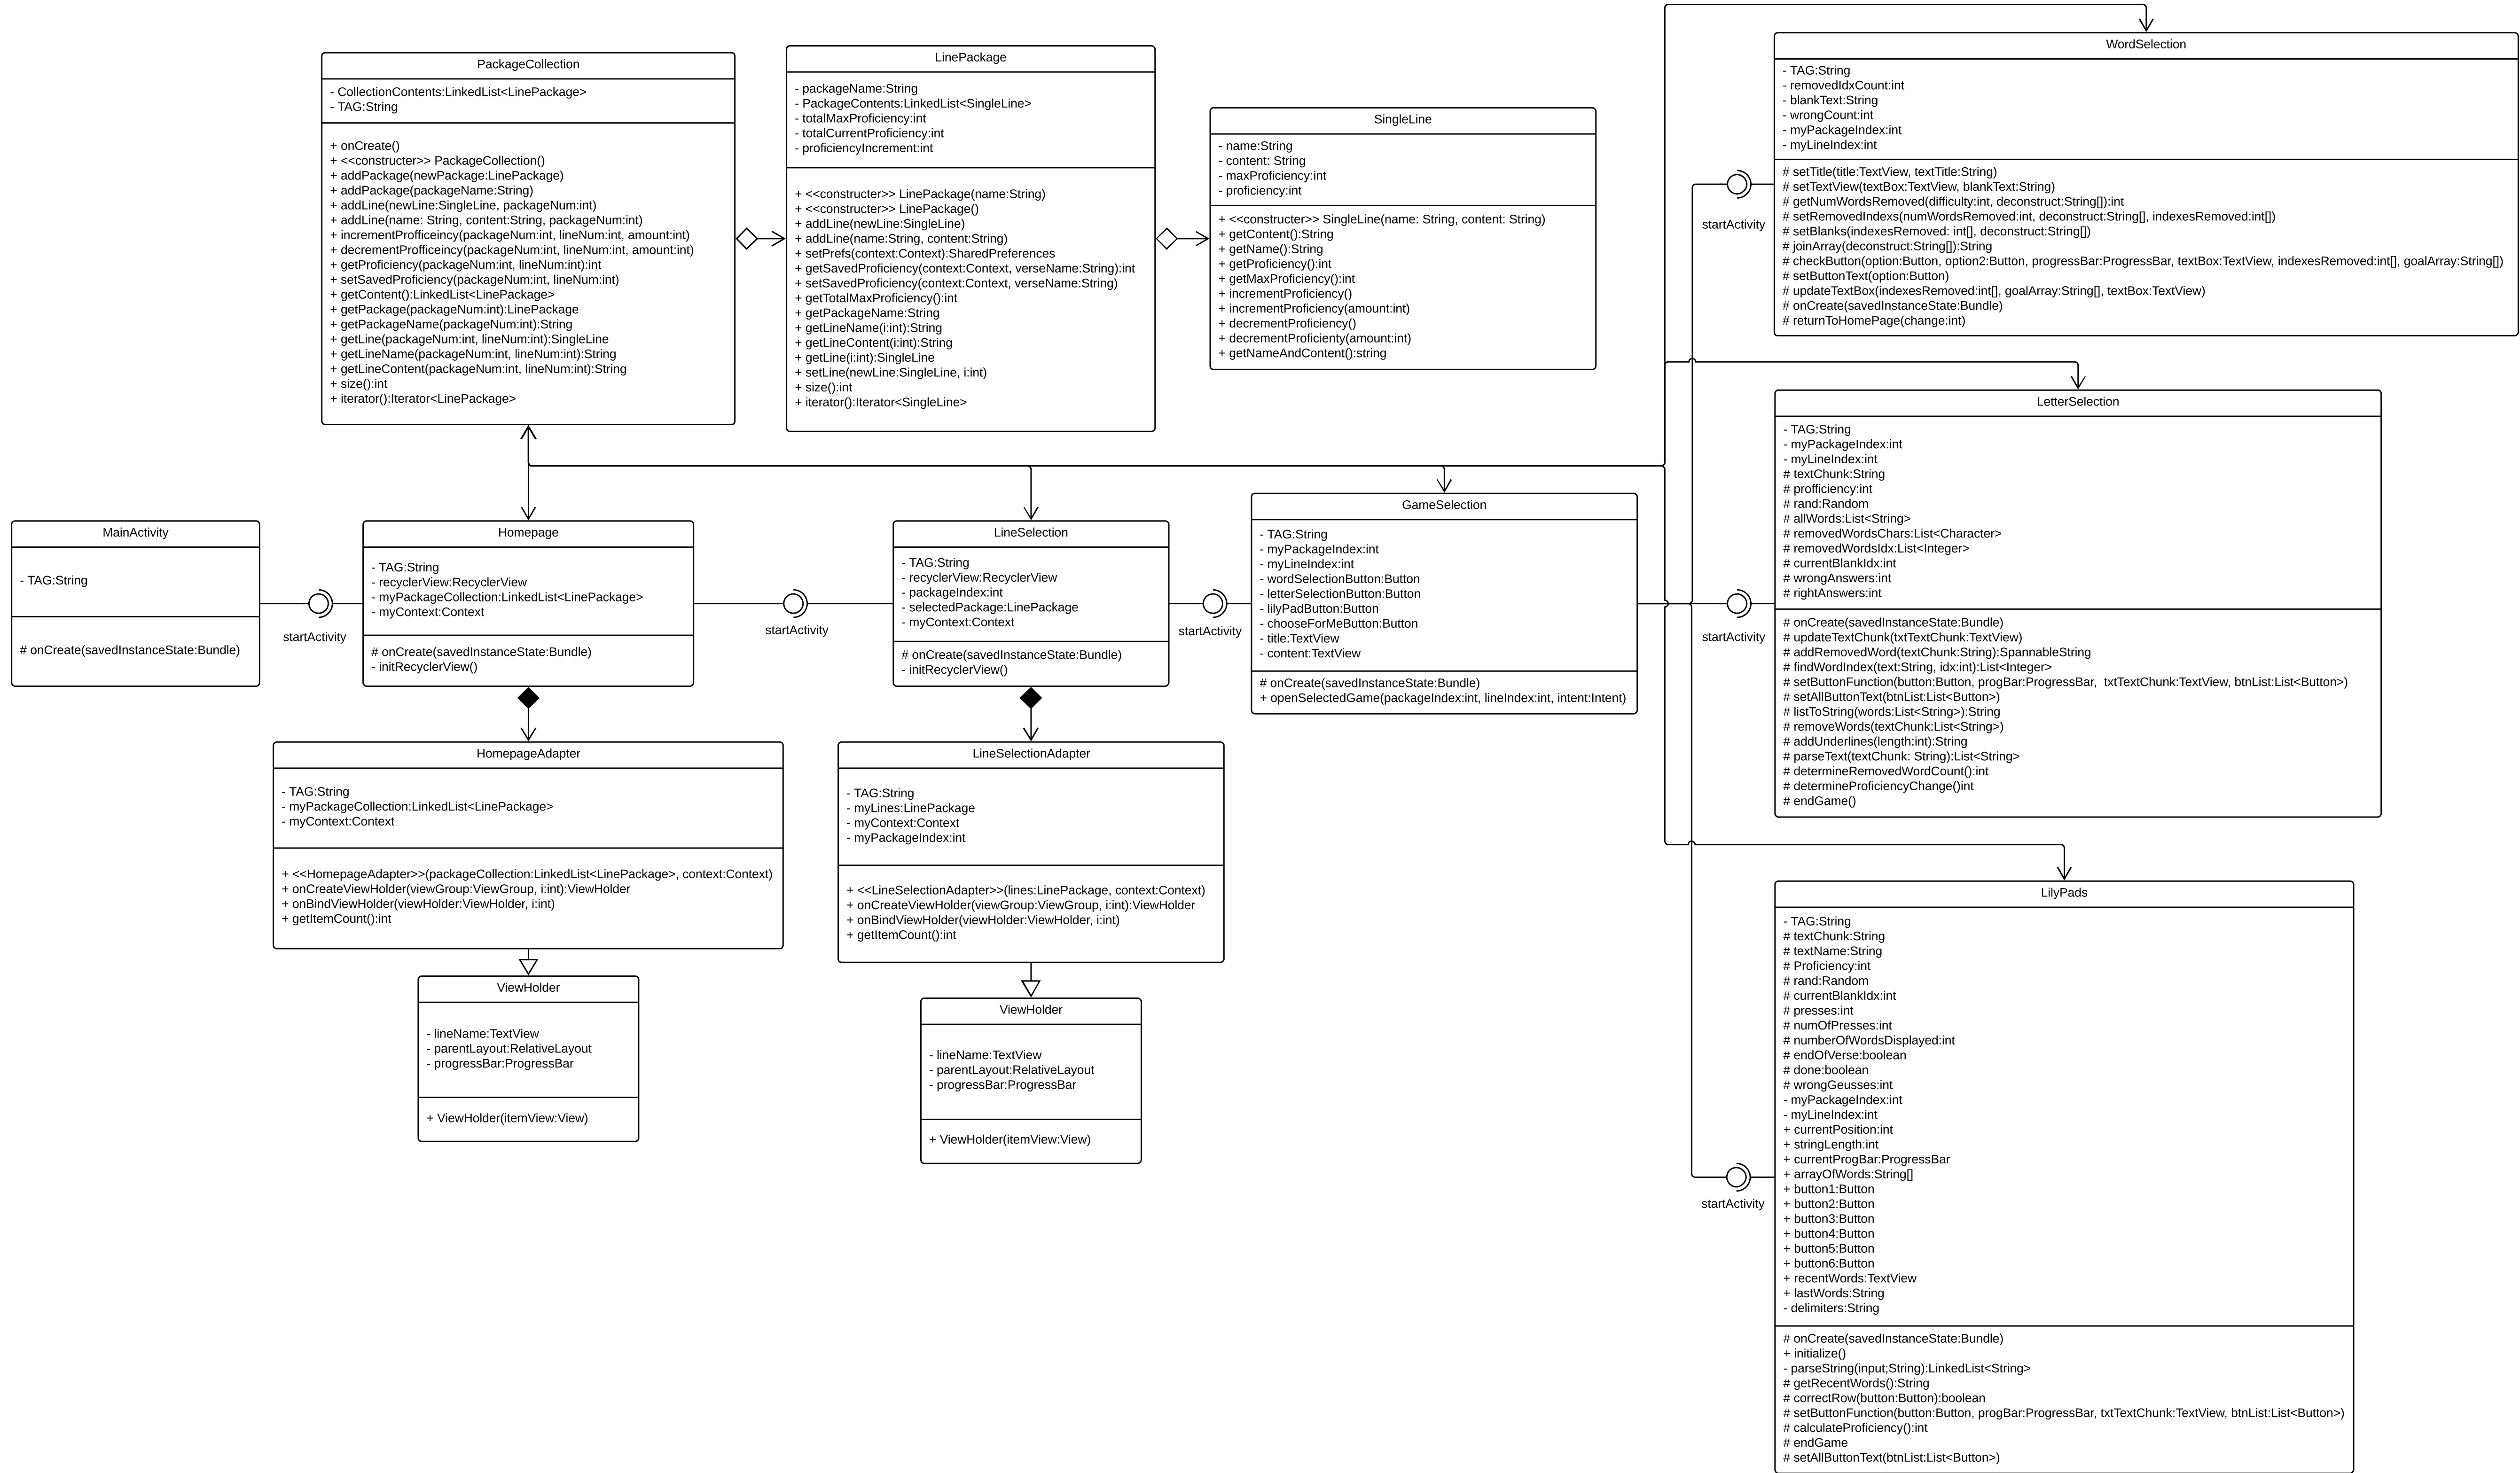 PackageCollection
- CollectionContents:LinkedList<LinePackage>
- TAG:String
+ onCreate()
+ <<constructer>> PackageCollection()
+ addPackage(newPackage:LinePackage)
+ addPackage(packageName:String)
+ addLine(newLine:SingleLine, packageNum:int)
+ addLine(name: String, content:String, packageNum:int)
+ incrementProfficeincy(packageNum:int, lineNum:int, amount:int)
+ decrementProfficeincy(packageNum:int, lineNum:int, amount:int)
+ getProficiency(packageNum:int, lineNum:int):int
+ setSavedProficiency(packageNum:int, lineNum:int)
+ getContent():LinkedList<LinePackage>
+ getPackage(packageNum:int):LinePackage
+ getPackageName(packageNum:int):String
+ getLine(packageNum:int, lineNum:int):SingleLine
+ getLineName(packageNum:int, lineNum:int):String
+ getLineContent(packageNum:int, lineNum:int):String
+ size():int
+ iterator():Iterator<LinePackage>
LinePackage
- packageName:String
- PackageContents:LinkedList<SingleLine>
- totalMaxProficiency:int
- totalCurrentProficiency:int
- proficiencyIncrement:int
+ <<constructer>> LinePackage(name:String)
+ <<constructer>> LinePackage()
+ addLine(newLine:SingleLine)
+ addLine(name:String, content:String)
+ setPrefs(context:Context):SharedPreferences
+ getSavedProficiency(context:Context, verseName:String):int
+ setSavedProficiency(context:Context, verseName:String)
+ getTotalMaxProficiency():int
+ getPackageName:String
+ getLineName(i:int):String
+ getLineContent(i:int):String
+ getLine(i:int):SingleLine
+ setLine(newLine:SingleLine, i:int)
+ size():int
+ iterator():Iterator<SingleLine>
SingleLine
- name:String
- content: String
- maxProficiency:int
- proficiency:int
+ <<constructer>> SingleLine(name: String, content: String)
+ getContent():String
+ getName():String
+ getProficiency():int
+ getMaxProficiency():int
+ incrementProficiency()
+ incrementProficiency(amount:int)
+ decrementProficiency()
+ decrementProficienty(amount:int)
+ getNameAndContent():string
WordSelection
- TAG:String
- removedIdxCount:int
- blankText:String
- wrongCount:int
- myPackageIndex:int
- myLineIndex:int
# setTitle(title:TextView, textTitle:String)
# setTextView(textBox:TextView, blankText:String)
# getNumWordsRemoved(difficulty:int, deconstruct:String[]):int
# setRemovedIndexs(numWordsRemoved:int, deconstruct:String[], indexesRemoved:int[])
# setBlanks(indexesRemoved: int[], deconstruct:String[])
# joinArray(deconstruct:String[]):String
# checkButton(option:Button, option2:Button, progressBar:ProgressBar, textBox:TextView, indexesRemoved:int[], goalArray:String[])
# setButtonText(option:Button)
# updateTextBox(indexesRemoved:int[], goalArray:String[], textBox:TextView)
# onCreate(savedInstanceState:Bundle)
# returnToHomePage(change:int)
startActivity
LetterSelection
- TAG:String
- myPackageIndex:int
- myLineIndex:int
# textChunk:String
# profficiency:int
# rand:Random
# allWords:List<String>
# removedWordsChars:List<Character>
# removedWordsIdx:List<Integer>
# currentBlankIdx:int
# wrongAnswers:int
# rightAnswers:int
# onCreate(savedInstanceState:Bundle)
# updateTextChunk(txtTextChunk:TextView)
# addRemovedWord(textChunk:String):SpannableString
# findWordIndex(text:String, idx:int):List<Integer>
# setButtonFunction(button:Button, progBar:ProgressBar,  txtTextChunk:TextView, btnList:List<Button>)
# setAllButtonText(btnList:List<Button>)
# listToString(words:List<String>):String
# removeWords(textChunk:List<String>)
# addUnderlines(length:int):String
# parseText(textChunk: String):List<String>
# determineRemovedWordCount():int
# determineProficiencyChange()int
# endGame()
startActivity
MainActivity
- TAG:String
# onCreate(savedInstanceState:Bundle)
startActivity
Homepage
- TAG:String
- recyclerView:RecyclerView
- myPackageCollection:LinkedList<LinePackage>
- myContext:Context
# onCreate(savedInstanceState:Bundle)
- initRecyclerView()
startActivity
LineSelection
- TAG:String
- recyclerView:RecyclerView
- packageIndex:int
- selectedPackage:LinePackage
- myContext:Context
# onCreate(savedInstanceState:Bundle)
- initRecyclerView()
startActivity
GameSelection
- TAG:String
- myPackageIndex:int
- myLineIndex:int
- wordSelectionButton:Button
- letterSelectionButton:Button
- lilyPadButton:Button
- chooseForMeButton:Button
- title:TextView
- content:TextView
# onCreate(savedInstanceState:Bundle)
+ openSelectedGame(packageIndex:int, lineIndex:int, intent:Intent)
HomepageAdapter
- TAG:String
- myPackageCollection:LinkedList<LinePackage>
- myContext:Context
+ <<HomepageAdapter>>(packageCollection:LinkedList<LinePackage>, context:Context)
+ onCreateViewHolder(viewGroup:ViewGroup, i:int):ViewHolder
+ onBindViewHolder(viewHolder:ViewHolder, i:int)
+ getItemCount():int
LineSelectionAdapter
- TAG:String
- myLines:LinePackage
- myContext:Context
- myPackageIndex:int
+ <<LineSelectionAdapter>>(lines:LinePackage, context:Context)
+ onCreateViewHolder(viewGroup:ViewGroup, i:int):ViewHolder
+ onBindViewHolder(viewHolder:ViewHolder, i:int)
+ getItemCount():int
ViewHolder
- lineName:TextView
- parentLayout:RelativeLayout
- progressBar:ProgressBar
+ ViewHolder(itemView:View)
ViewHolder
- lineName:TextView
- parentLayout:RelativeLayout
- progressBar:ProgressBar
+ ViewHolder(itemView:View)
LilyPads
- TAG:String
# textChunk:String
# textName:String
# Proficiency:int
# rand:Random
# currentBlankIdx:int
# presses:int
# numOfPresses:int
# numberOfWordsDisplayed:int
# endOfVerse:boolean
# done:boolean
# wrongGeusses:int
- myPackageIndex:int
- myLineIndex:int
+ currentPosition:int
+ stringLength:int
+ currentProgBar:ProgressBar
+ arrayOfWords:String[]
+ button1:Button
+ button2:Button
+ button3:Button
+ button4:Button
+ button5:Button
+ button6:Button
+ recentWords:TextView
+ lastWords:String
- delimiters:String
# onCreate(savedInstanceState:Bundle)
+ initialize()
- parseString(input;String):LinkedList<String>
# getRecentWords():String
# correctRow(button:Button):boolean
# setButtonFunction(button:Button, progBar:ProgressBar, txtTextChunk:TextView, btnList:List<Button>)
# calculateProficiency():int
# endGame
# setAllButtonText(btnList:List<Button>)
startActivity